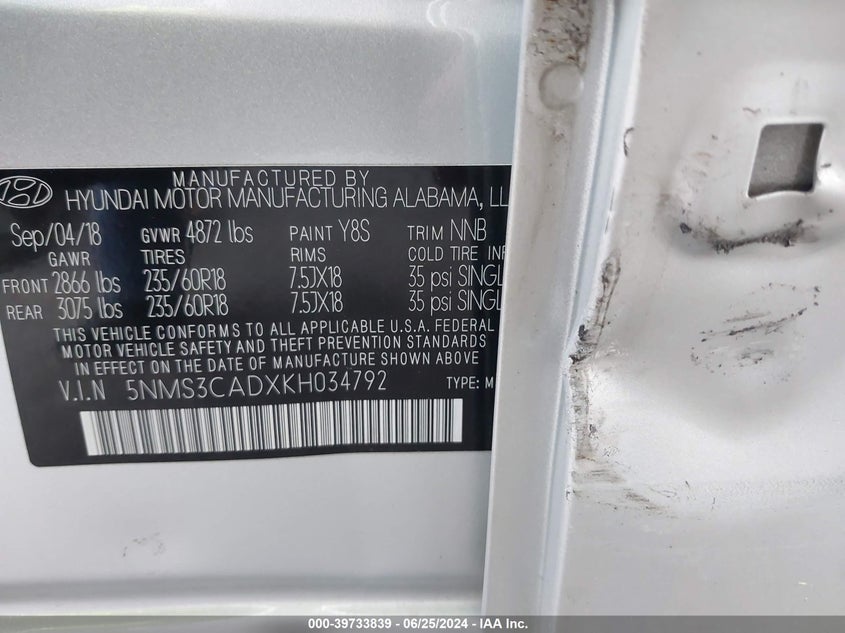 MANUFACTURED BY
HYUNDAI MOTOR MANUFACTURING ALABAMA, LL
Sep/04/18 GVWR 4872 lbs PAINT Y8S TRIM NNB
GAWR TIRES RIMS COLD TIRE INF
FRONT 2866 lbs 235/60R18 7.5JX18 35 psi SINGL
REAR 3075 lbs 235/60R18 7.5JX18 35 psi SINGL
THIS VEHICLE CONFORMS TO ALL APPLICABLE U.S.A. FEDERAL
MOTOR VEHICLE SAFETY AND THEFT PREVENTION STANDARDS
IN EFFECT ON THE DATE OF MANUFACTURE SHOWN ABOVE
V.I.N 5NMS3CADXKH034792 TYPE: M
000-39733839 - 06/25/2024 - IAA Inc.